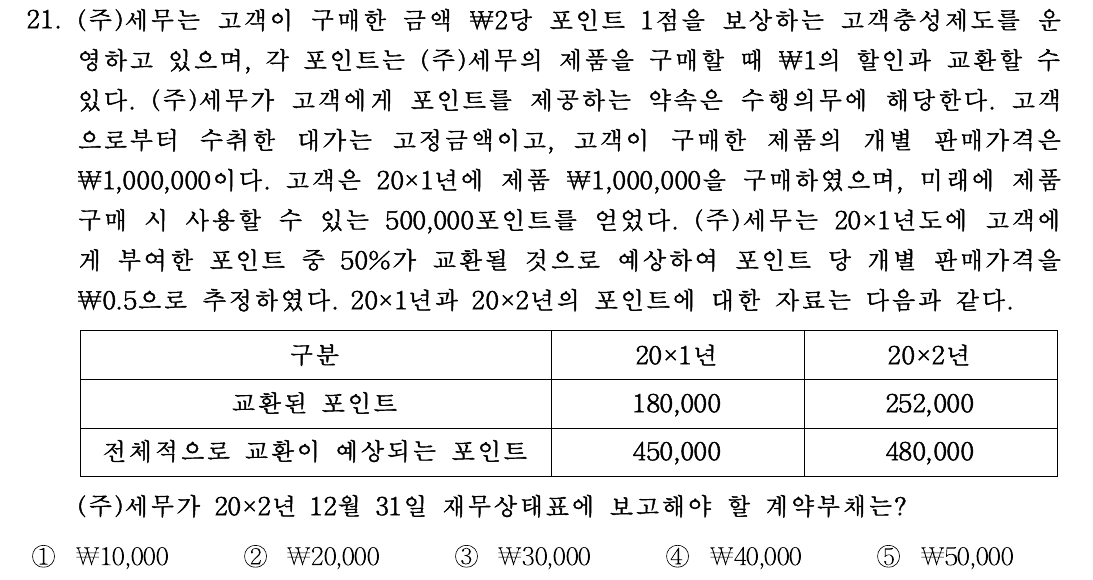 21. (주)세무는 고객이 구매한 금액 ₩2당 포인트 1점을 보상하는 고객충성제도를 운
영하고 있으며, 각 포인트는 (주)세무의 제품을 구매할 때 ₩1의 할인과 교환할 수
있다. (주)세무가 고객에게 포인트를 제공하는 약속은 수행의무에 해당한다. 고객
으로부터 수취한 대가는 고정금액이고, 고객이 구매한 제품의 개별 판매가격은
₩1,000,000이다. 고객은 20×1년에 제품 ₩1,000,000을 구매하였으며, 미래에 제품
구매 시 사용할 수 있는 500,000포인트를 얻었다. (주)세무는 20×1년도에 고객에
게 부여한 포인트 중 50%가 교환될 것으로 예상하여 포인트 당 개별 판매가격을
₩0.5으로 추정하였다. 20×1년과 20×2년의 포인트에 대한 자료는 다음과 같다.
구분 20×1년 20×2년
교환된 포인트 180,000 252,000
전체적으로 교환이 예상되는 포인트 450,000 480,000
(주)세무가 20×2년 12월 31일 재무상태표에 보고해야 할 계약부채는?
① ₩10,000 ② ₩20,000 ③ ₩30,000 ④ ₩40,000 ⑤ ₩50,000